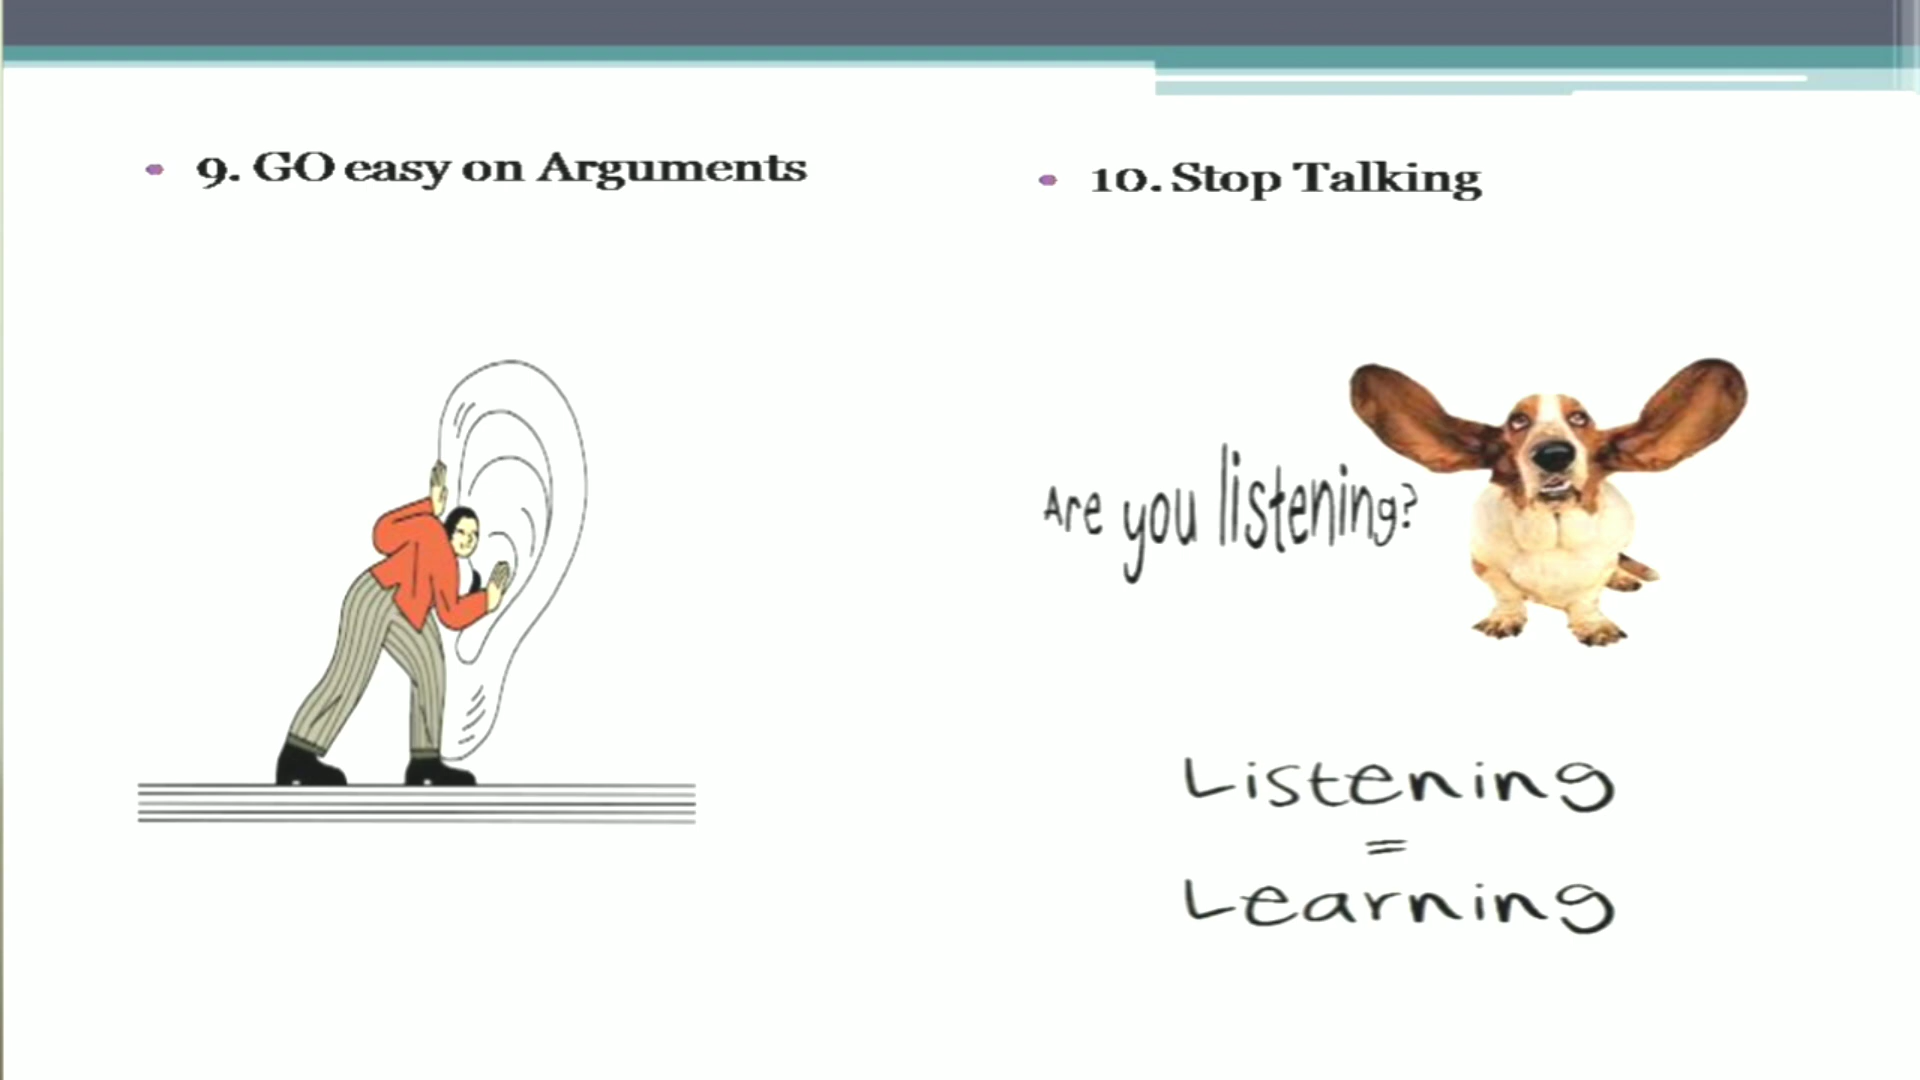 9. GO easy on Arguments
10. Stop Talking
Are you listening?
Listening
=
Learning